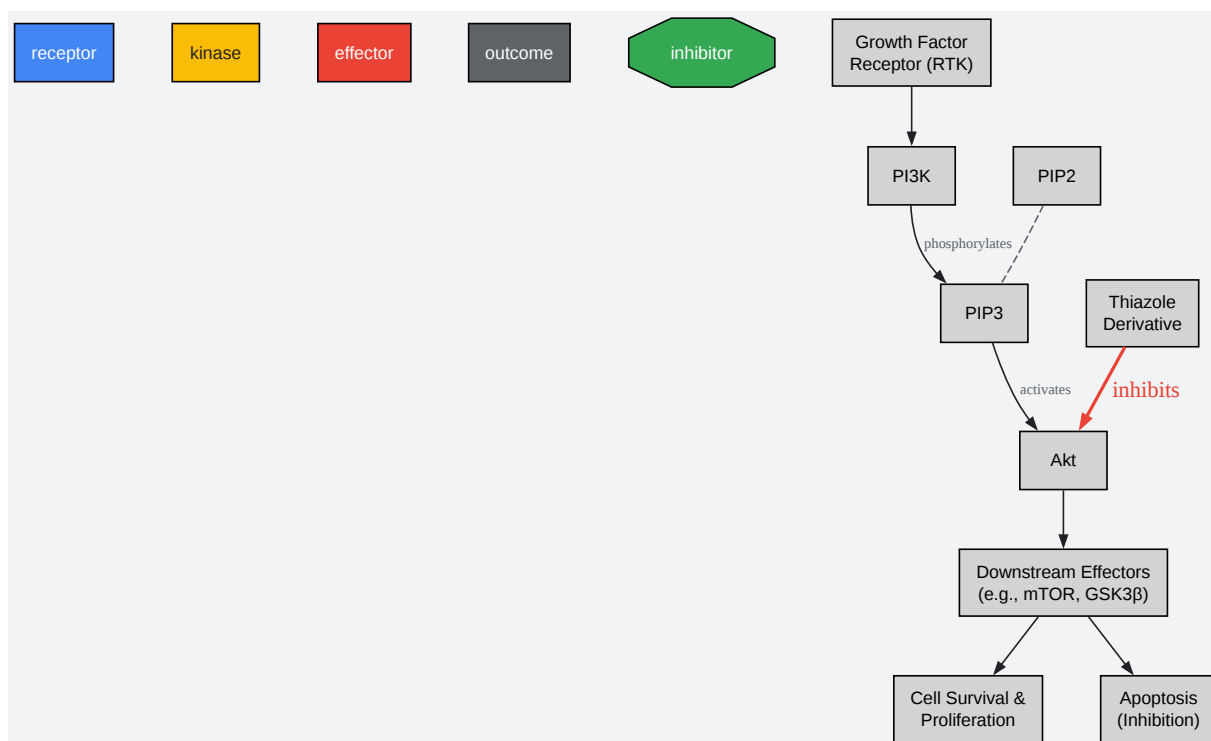 receptor
kinase
effector
outcome
inhibitor
Growth Factor
Receptor (RTK)
PI3K
PIP2
phosphorylates
PIP3
Thiazole
Derivative
activates
inhibits
Akt
Downstream Effectors
(e.g., mTOR, GSK3β)
Cell Survival &
Proliferation
Apoptosis
(Inhibition)